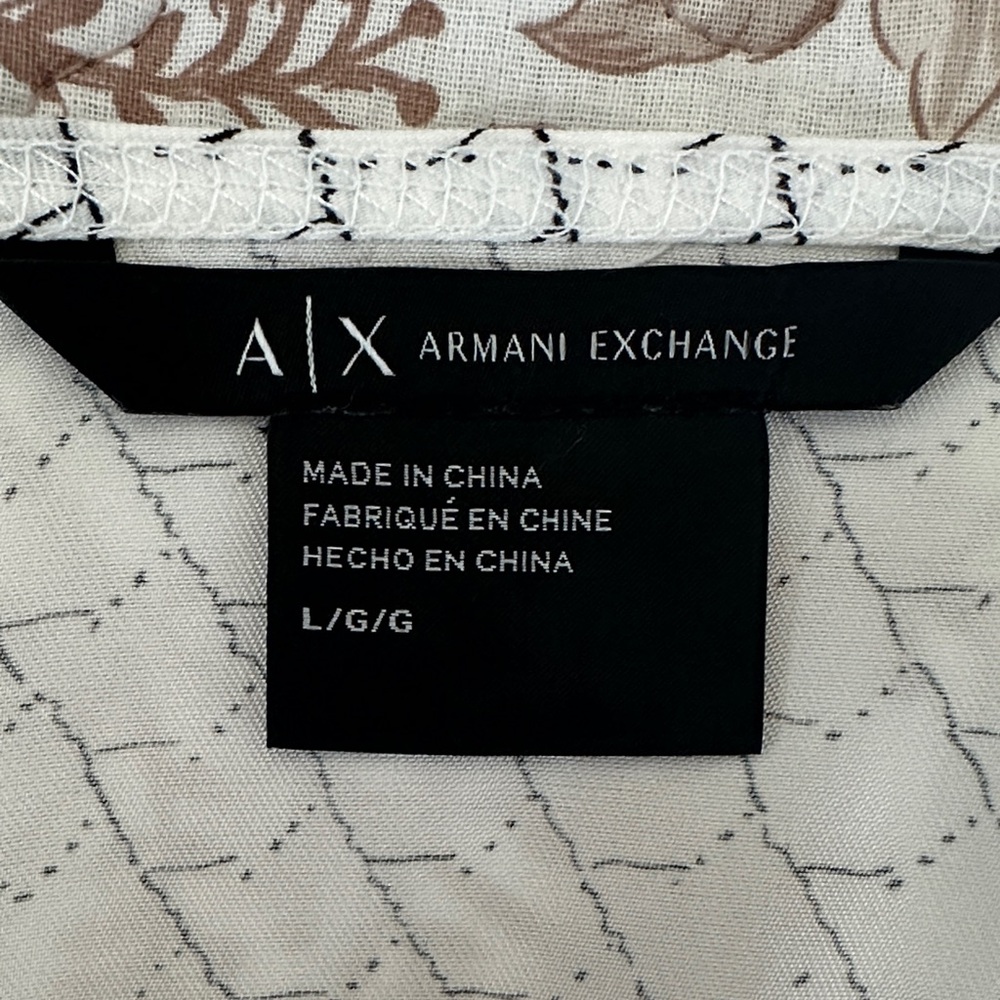 A|X ARMANI EXCHANGE
MADE IN CHINA
FABRIQUÉ EN CHINE
HECHO EN CHINA
L/G/G